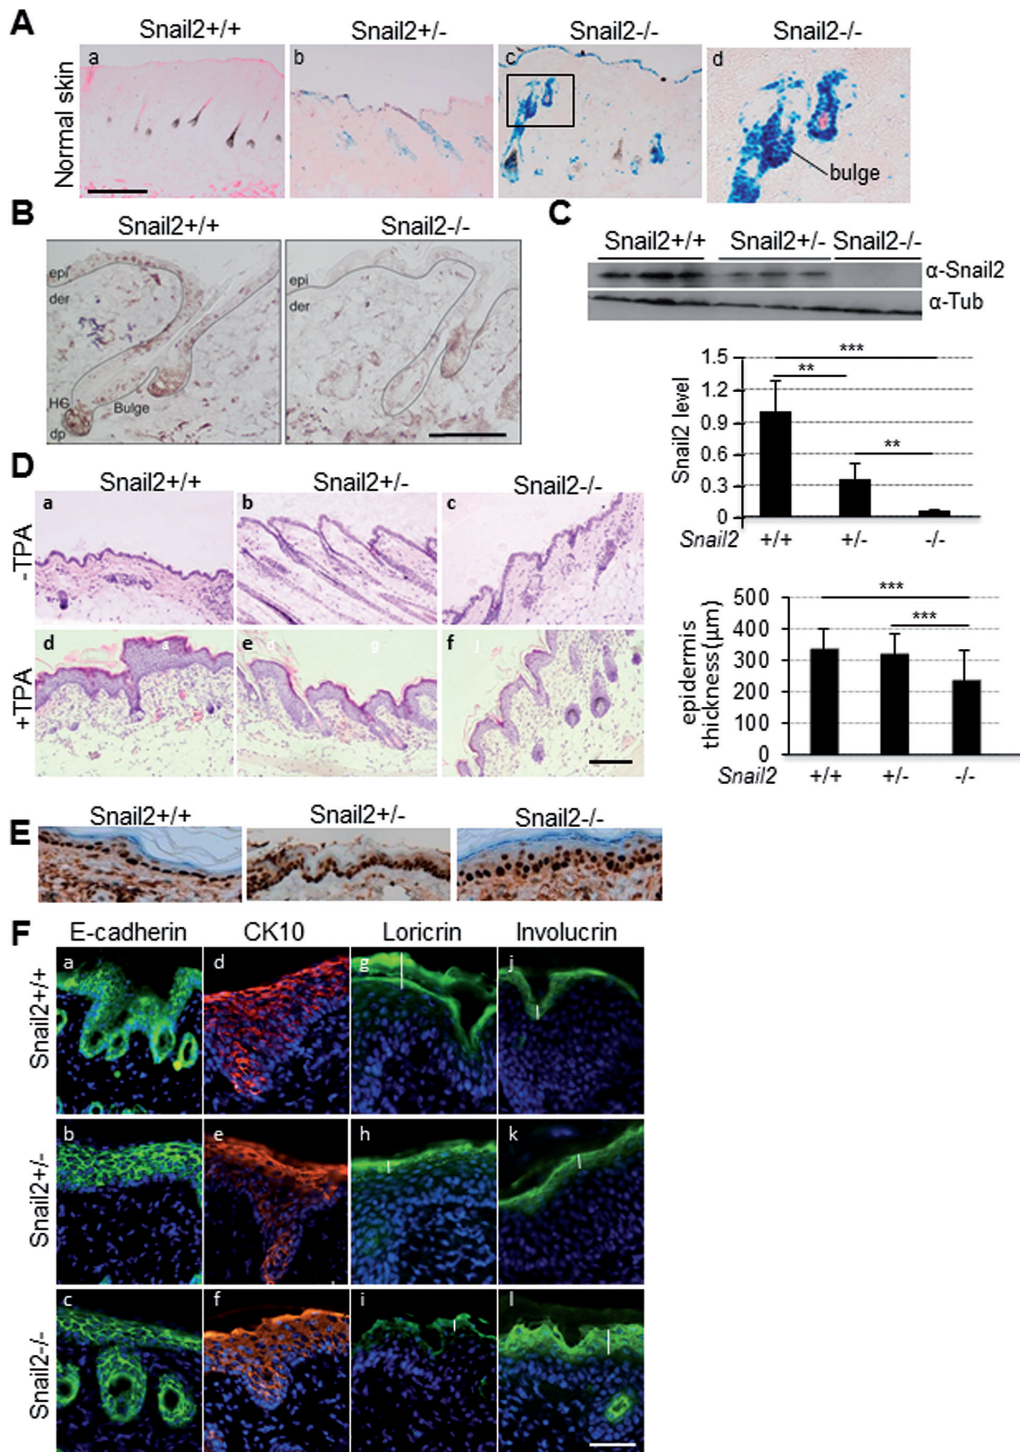 A
Snail2+/+
Snail2+/-
Snail2-/-
Snail2-/-
Normal skin
a
b
c
d
bulge
B
Snail2+/+
Snail2-/-
epi
der
HG
dp
Bulge
epi
der
C
Snail2+/+ Snail2+/- Snail2-/-
α-Snail2
α-Tub
***
**
**
Snail2 level
1.5
1.2
0.9
0.6
0.3
0
Snail2 +/+ +/- -/-
D
Snail2+/+
Snail2+/-
Snail2-/-
-TPA
a
b
c
+TPA
d
a
e
d
g
f
j
***
***
epidermis
thickness(µm)
500
400
300
200
100
0
Snail2 +/+ +/- -/-
E
Snail2+/+
Snail2+/-
Snail2-/-
F
E-cadherin
CK10
Loricrin
Involucrin
Snail2+/+
a
d
g
j
Snail2+/-
b
e
h
k
Snail2-/-
c
f
i
l